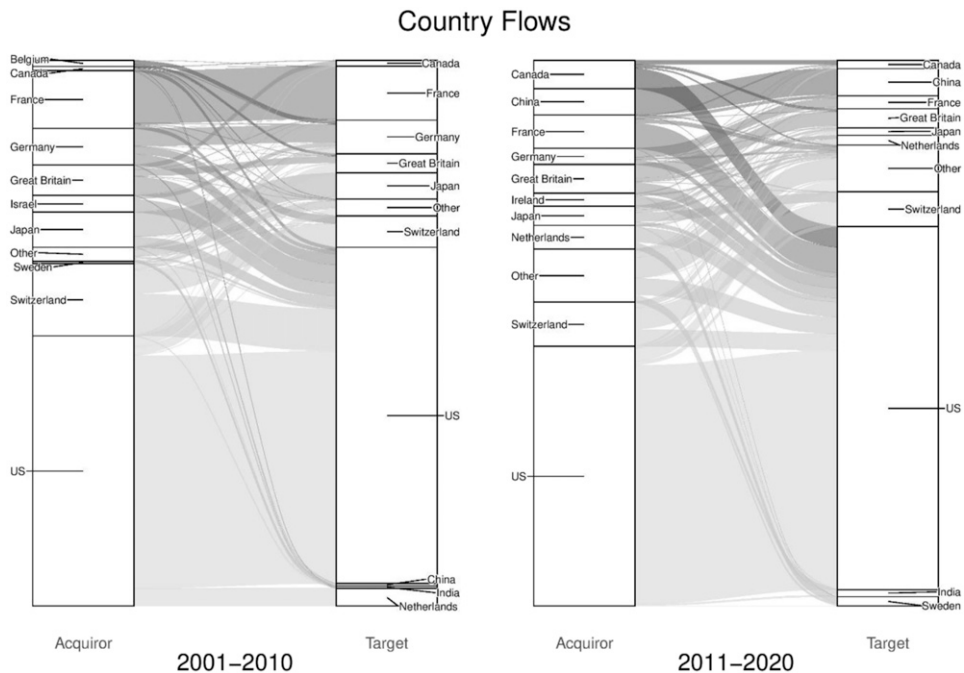 Country Flows
Belgium
Canada
France
Germany
Great Britain
Israel
Japan
Other
Sweden
Switzerland
US
Canada
France
Germany
Great Britain
Japan
Other
Switzerland
US
China
India
Netherlands
Acquiror
Target
2001–2010
Canada
China
France
Germany
Great Britain
Ireland
Japan
Netherlands
Other
Switzerland
US
Canada
China
France
Great Britain
Japan
Netherlands
Other
Switzerland
US
India
Sweden
Acquiror
Target
2011–2020